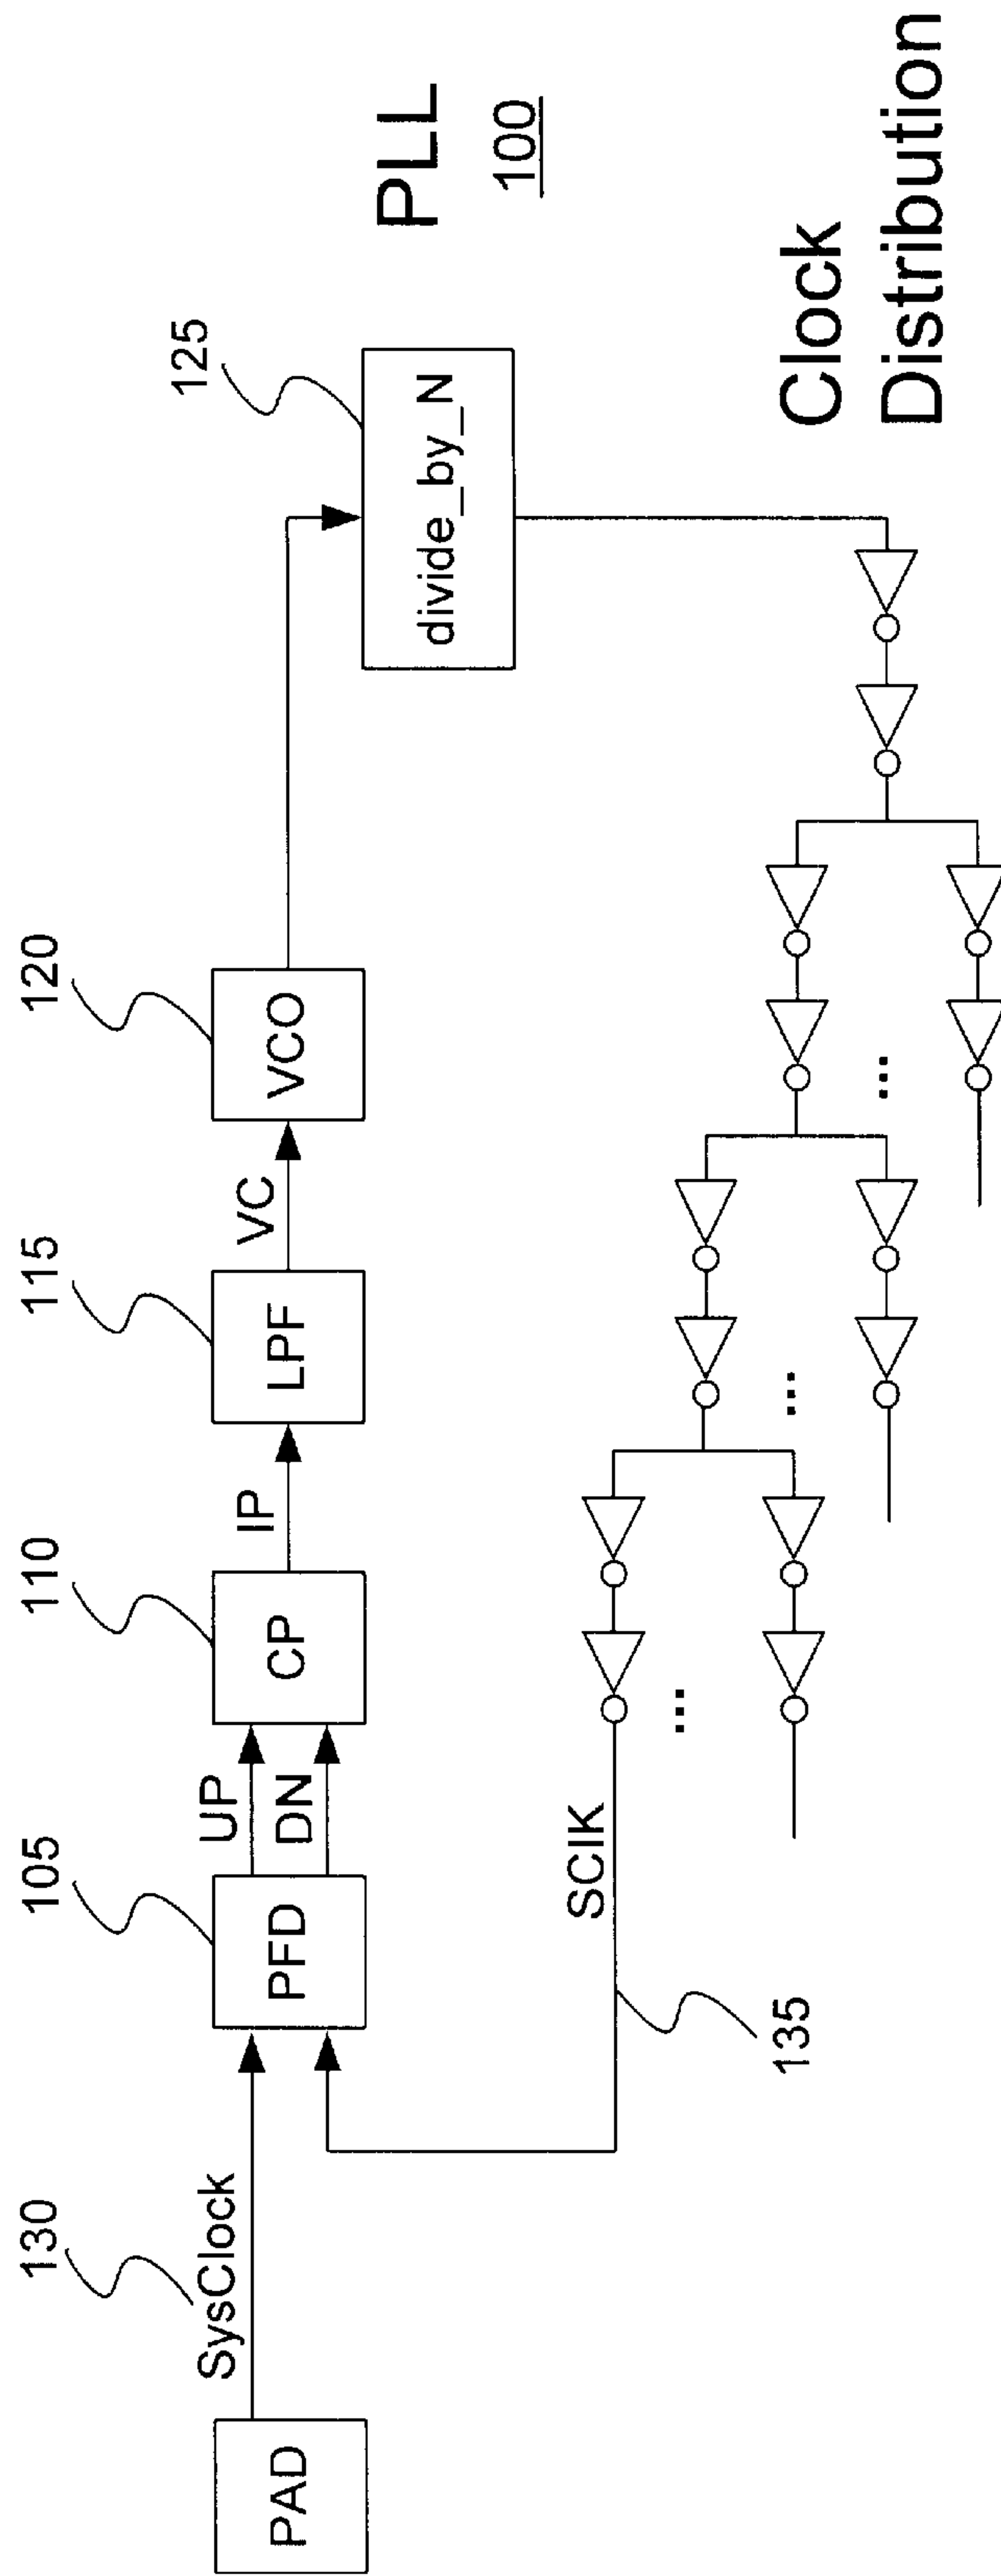 130
105
110
115
120
125
PAD
SysClock
PFD
UP
DN
CP
IP
LPF
VC
VCO
divide_by_N
PLL
100
SClK
135
...
...
...
Clock
Distribution